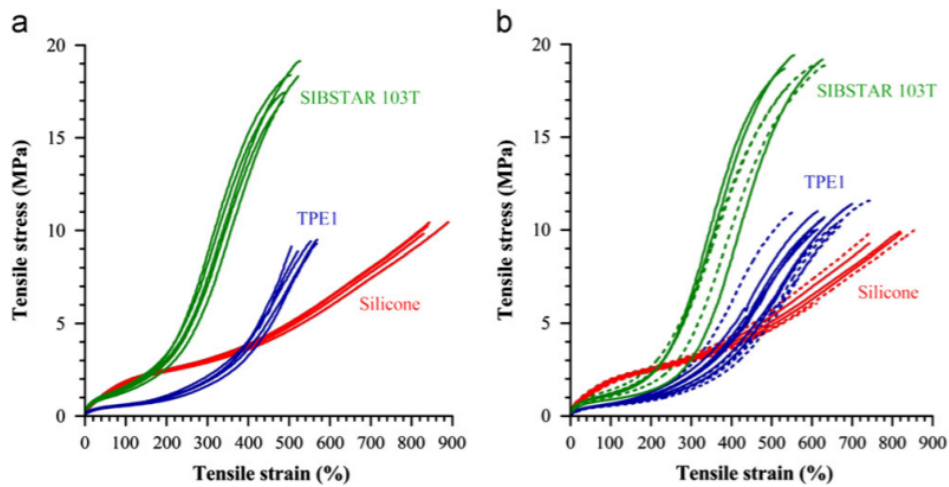 a
20
15
10
5
0
Tensile stress (MPa)
SIBSTAR 103T
TPE1
Silicone
0 100 200 300 400 500 600 700 800 900
Tensile strain (%)
b
20
15
10
5
0
Tensile stress (MPa)
SIBSTAR 103T
TPE1
Silicone
0 100 200 300 400 500 600 700 800 900
Tensile strain (%)